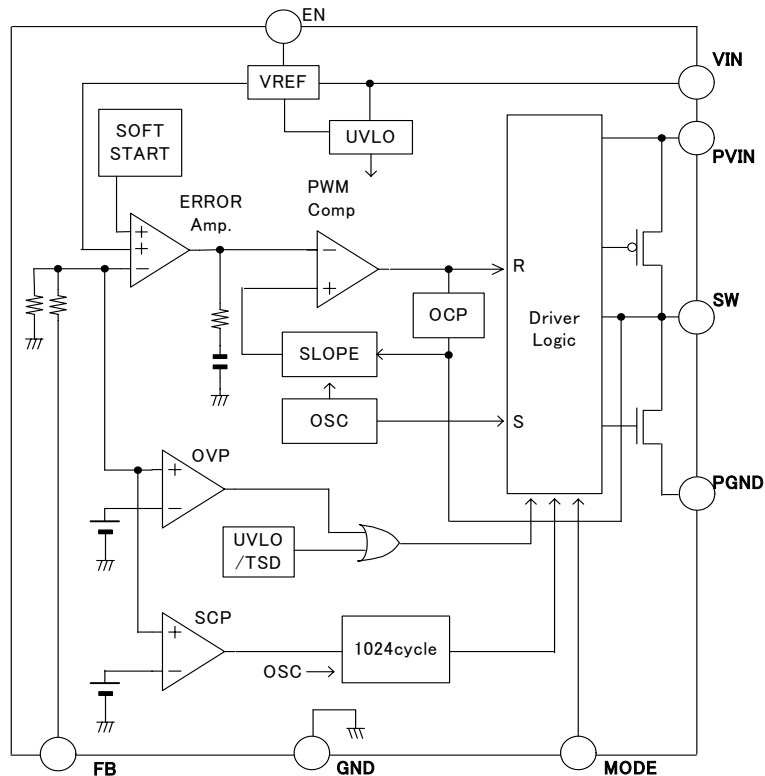 EN
VIN
VREF
SOFT
START
UVLO
PVIN
ERROR
Amp.
PWM
Comp
+
+
−
−
+
R
OCP
Driver
Logic
SW
SLOPE
OSC
S
OVP
+
−
PGND
UVLO
/TSD
SCP
+
−
1024cycle
OSC
FB
GND
MODE